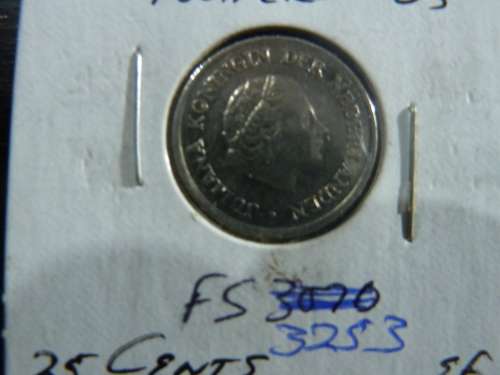 JULIANA KONINGIN DER NEDERLANDEN
FS 3070
3253
25 CENTS